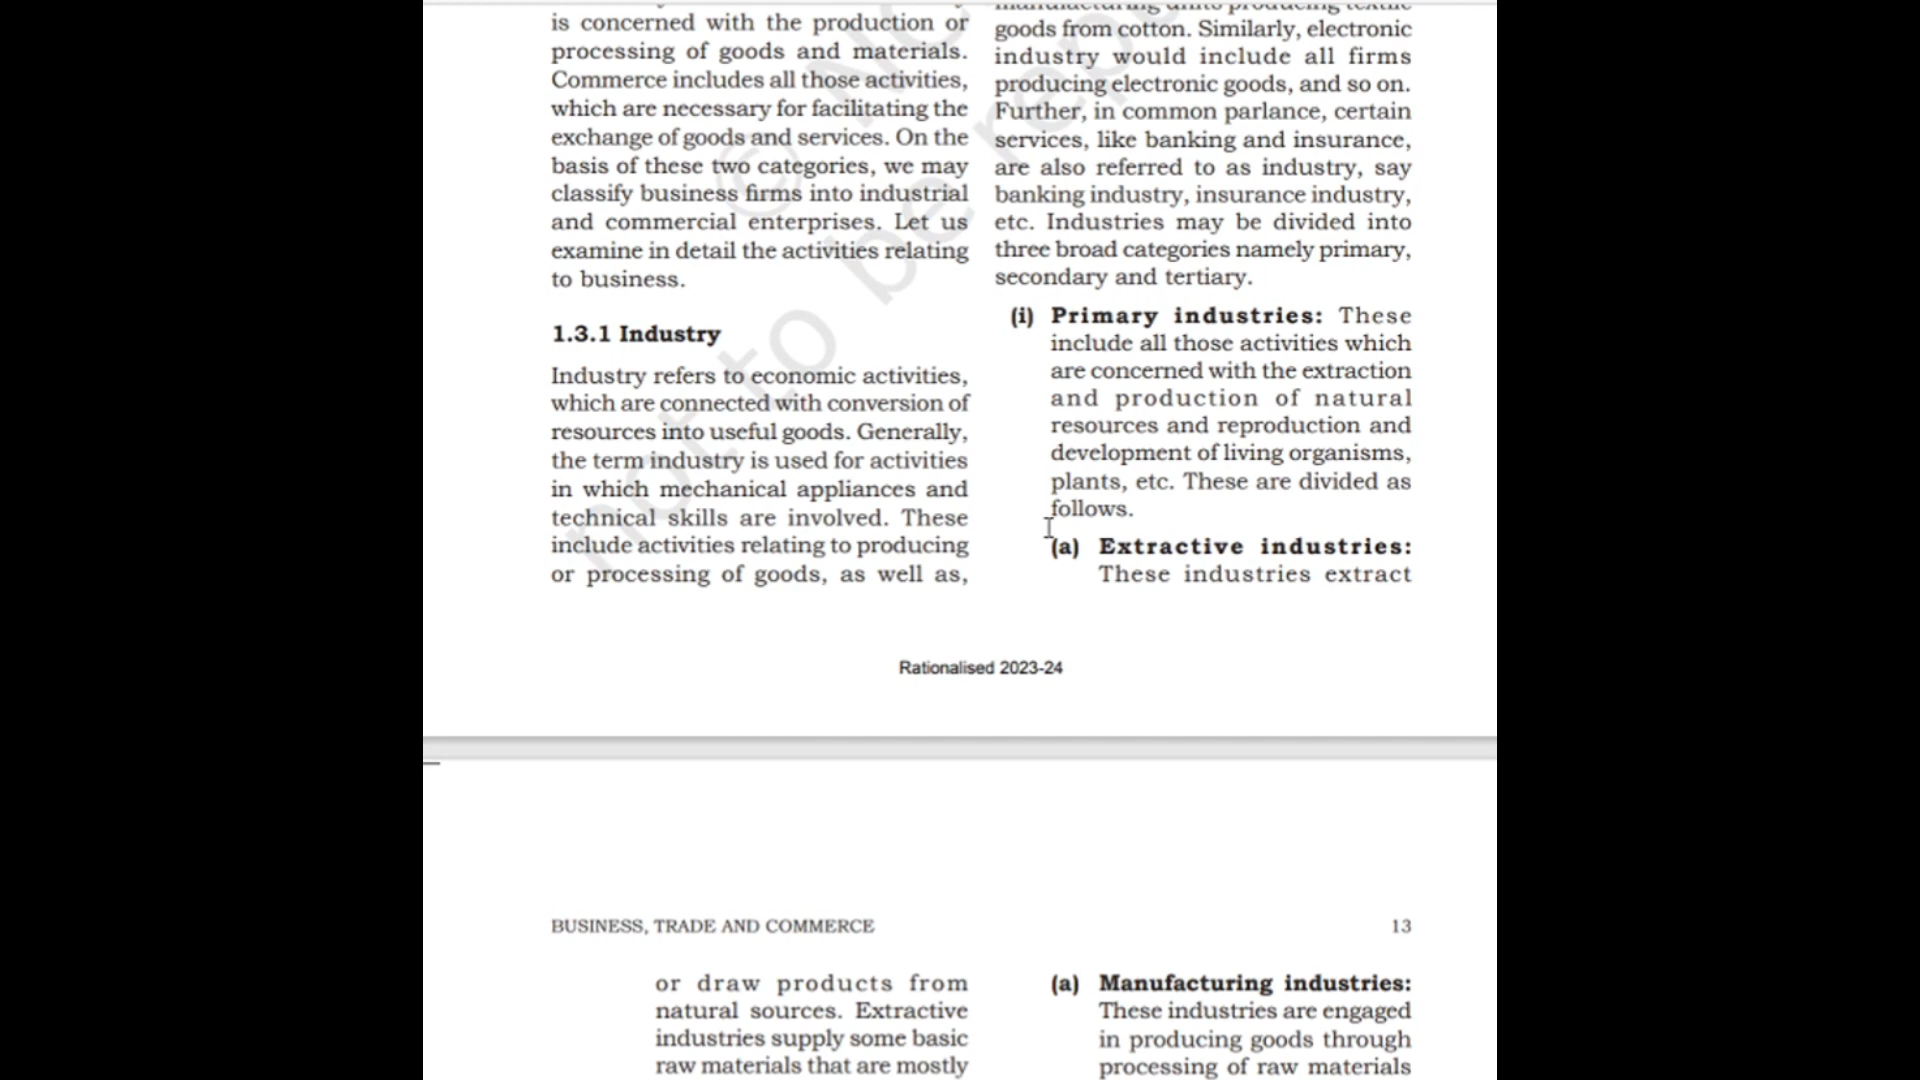 is concerned with the production or
processing of goods and materials.
Commerce includes all those activities,
which are necessary for facilitating the
exchange of goods and services. On the
basis of these two categories, we may
classify business firms into industrial
and commercial enterprises. Let us
examine in detail the activities relating
to business.
1.3.1 Industry
Industry refers to economic activities,
which are connected with conversion of
resources into useful goods. Generally,
the term industry is used for activities
in which mechanical appliances and
technical skills are involved. These
include activities relating to producing
or processing of goods, as well as,
manufacturing units producing textile
goods from cotton. Similarly, electronic
industry would include all firms
producing electronic goods, and so on.
Further, in common parlance, certain
services, like banking and insurance,
are also referred to as industry, say
banking industry, insurance industry,
etc. Industries may be divided into
three broad categories namely primary,
secondary and tertiary.
(i) Primary industries: These
include all those activities which
are concerned with the extraction
and production of natural
resources and reproduction and
development of living organisms,
plants, etc. These are divided as
follows.
(a) Extractive industries:
These industries extract
not to be rep
Rationalised 2023-24
BUSINESS, TRADE AND COMMERCE 13
or draw products from
natural sources. Extractive
industries supply some basic
raw materials that are mostly
(a) Manufacturing industries:
These industries are engaged
in producing goods through
processing of raw materials